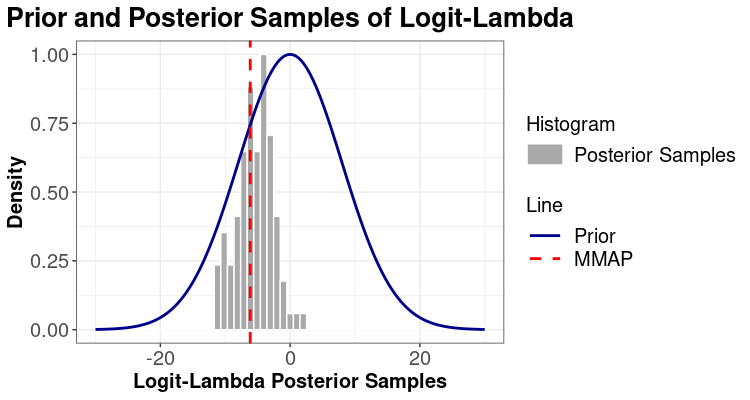 Prior and Posterior Samples of Logit-Lambda
Density
1.00
0.75
0.50
0.25
0.00
-20
0
20
Logit-Lambda Posterior Samples
Histogram
Posterior Samples
Line
Prior
MMAP